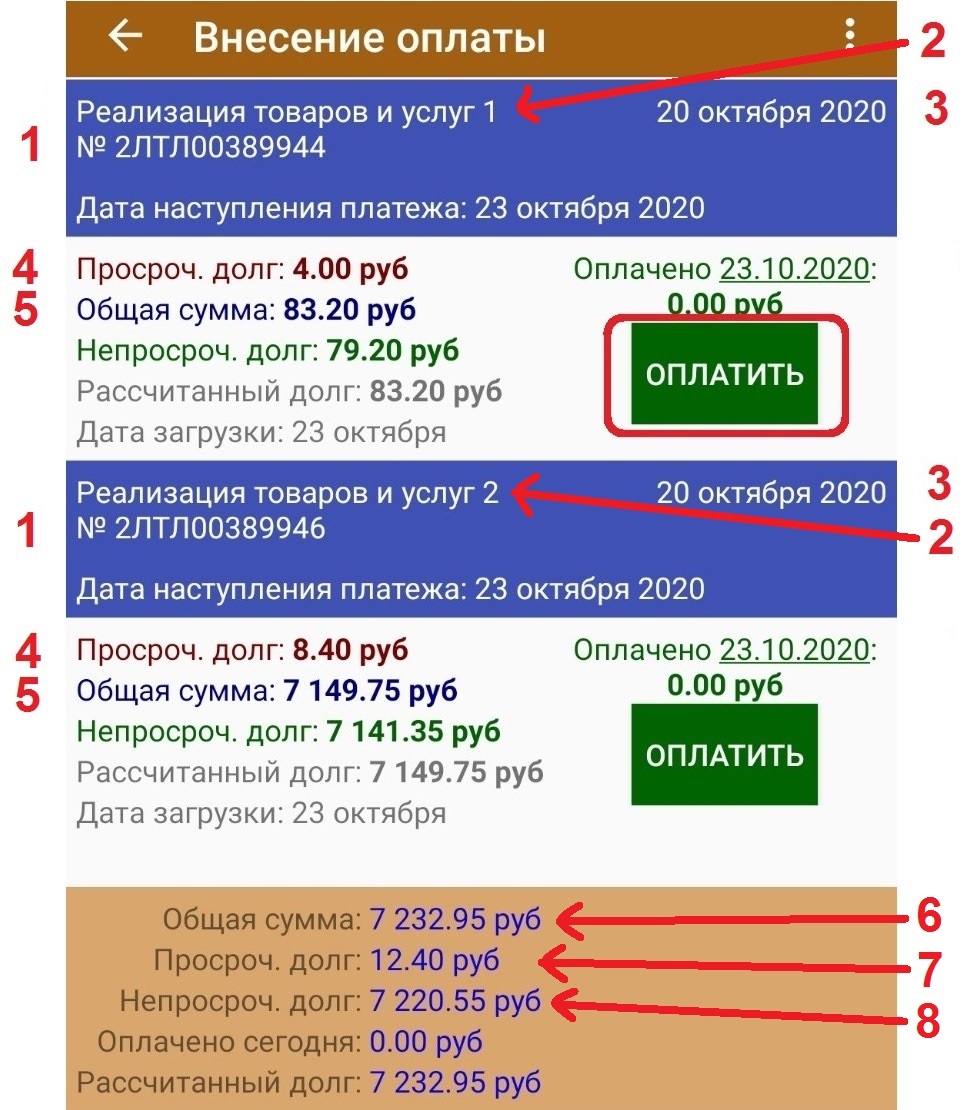 Внесение оплаты
2
Реализация товаров и услуг 1 20 октября 2020
3
1
№ 2ЛТЛ00389944
Дата наступления платежа: 23 октября 2020
4
Просроч. долг: 4.00 руб Оплачено 23.10.2020:
5
Общая сумма: 83.20 руб 0.00 руб
Непросроч. долг: 79.20 руб
ОПЛАТИТЬ
Рассчитанный долг: 83.20 руб
Дата загрузки: 23 октября
Реализация товаров и услуг 2 20 октября 2020
3
1
№ 2ЛТЛ00389946
2
Дата наступления платежа: 23 октября 2020
4
Просроч. долг: 8.40 руб Оплачено 23.10.2020:
5
Общая сумма: 7 149.75 руб 0.00 руб
Непросроч. долг: 7 141.35 руб
ОПЛАТИТЬ
Рассчитанный долг: 7 149.75 руб
Дата загрузки: 23 октября
Общая сумма: 7 232.95 руб
6
Просроч. долг: 12.40 руб
7
Непросроч. долг: 7 220.55 руб
8
Оплачено сегодня: 0.00 руб
Рассчитанный долг: 7 232.95 руб